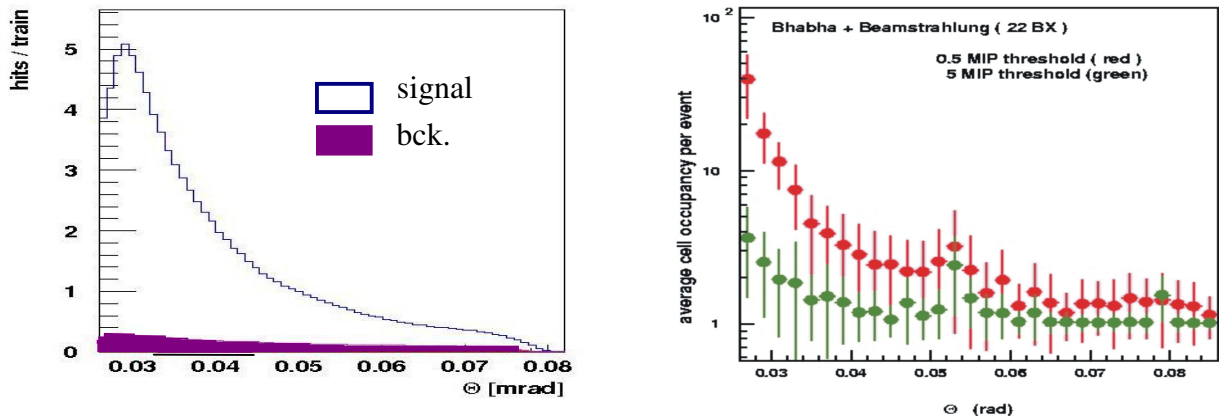 hits / train
5
4
3
2
1
0
signal
bck.
0.03 0.04 0.05 0.06 0.07 0.08
Θ [mrad]
average cell occupancy per event
10²
10
1
Bhabha + Beamstrahlung ( 22 BX )
0.5 MIP threshold ( red )
5 MIP threshold (green)
0.03 0.04 0.05 0.06 0.07 0.08
Θ (rad)